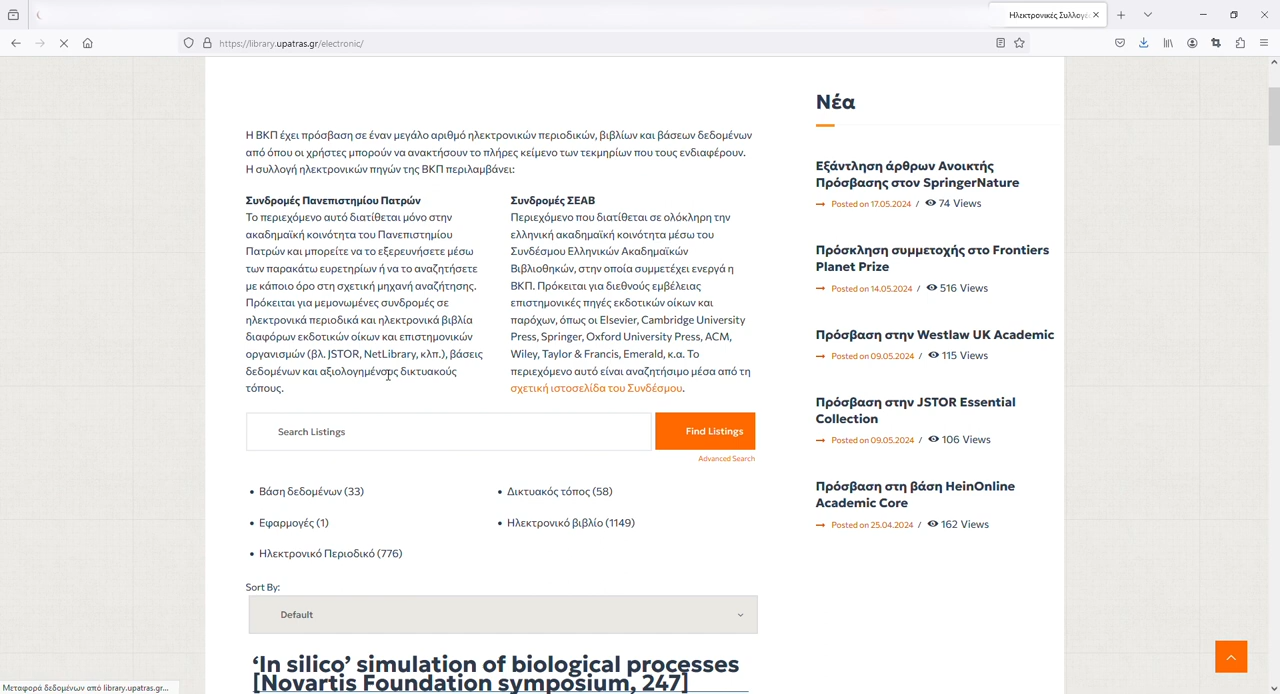 Ηλεκτρονικές Συλλογές
https://library.upatras.gr/electronic/
Η ΒΚΠ έχει πρόσβαση σε έναν μεγάλο αριθμό ηλεκτρονικών περιοδικών, βιβλίων και βάσεων δεδομένων
από όπου οι χρήστες μπορούν να ανακτήσουν το πλήρες κείμενο των τεκμηρίων που τους ενδιαφέρουν.
Η συλλογή ηλεκτρονικών πηγών της ΒΚΠ περιλαμβάνει:
Συνδρομές Πανεπιστημίου Πατρών
Το περιεχόμενο αυτό διατίθεται μόνο στην
ακαδημαϊκή κοινότητα του Πανεπιστημίου
Πατρών και μπορείτε να το εξερευνήσετε μέσω
των παρακάτω ευρετηρίων ή να το αναζητήσετε
με κάποιο όρο στη σχετική μηχανή αναζήτησης.
Πρόκειται για μεμονωμένες συνδρομές σε
ηλεκτρονικά περιοδικά και ηλεκτρονικά βιβλία
διαφόρων εκδοτικών οίκων και επιστημονικών
οργανισμών (βλ. JSTOR, NetLibrary, κλπ.), βάσεις
δεδομένων και αξιολογημένους δικτυακούς
τόπους.
Συνδρομές ΣΕΑΒ
Περιεχόμενο που διατίθεται σε ολόκληρη την
ελληνική ακαδημαϊκή κοινότητα μέσω του
Συνδέσμου Ελληνικών Ακαδημαϊκών
Βιβλιοθηκών, στην οποία συμμετέχει ενεργά η
ΒΚΠ. Πρόκειται για διεθνούς εμβέλειας
επιστημονικές πηγές εκδοτικών οίκων και
παρόχων, όπως οι Elsevier, Cambridge University
Press, Springer, Oxford University Press, ACM,
Wiley, Taylor & Francis, Emerald, κ.α. Το
περιεχόμενο αυτό είναι αναζητήσιμο μέσα από τη
σχετική ιστοσελίδα του Συνδέσμου.
Search Listings
Find Listings
Advanced Search
• Βάση δεδομένων (33)
• Δικτυακός τόπος (58)
• Εφαρμογές (1)
• Ηλεκτρονικό βιβλίο (1149)
• Ηλεκτρονικό Περιοδικό (776)
Sort By:
Default
‘In silico’ simulation of biological processes
[Novartis Foundation symposium, 247]
Νέα
Εξάντληση άρθρων Ανοικτής
Πρόσβασης στον SpringerNature
Posted on 17.05.2024 / 74 Views
Πρόσκληση συμμετοχής στο Frontiers
Planet Prize
Posted on 14.05.2024 / 516 Views
Πρόσβαση στην Westlaw UK Academic
Posted on 09.05.2024 / 115 Views
Πρόσβαση στην JSTOR Essential
Collection
Posted on 09.05.2024 / 106 Views
Πρόσβαση στη βάση HeinOnline
Academic Core
Posted on 25.04.2024 / 162 Views
Μεταφορά δεδομένων από library.upatras.gr...